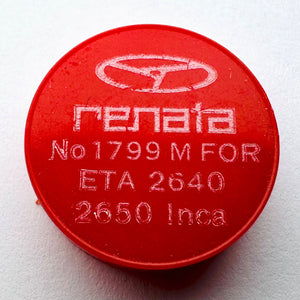 renata
No 1799 M FOR
ETA 2640
2650 Inca